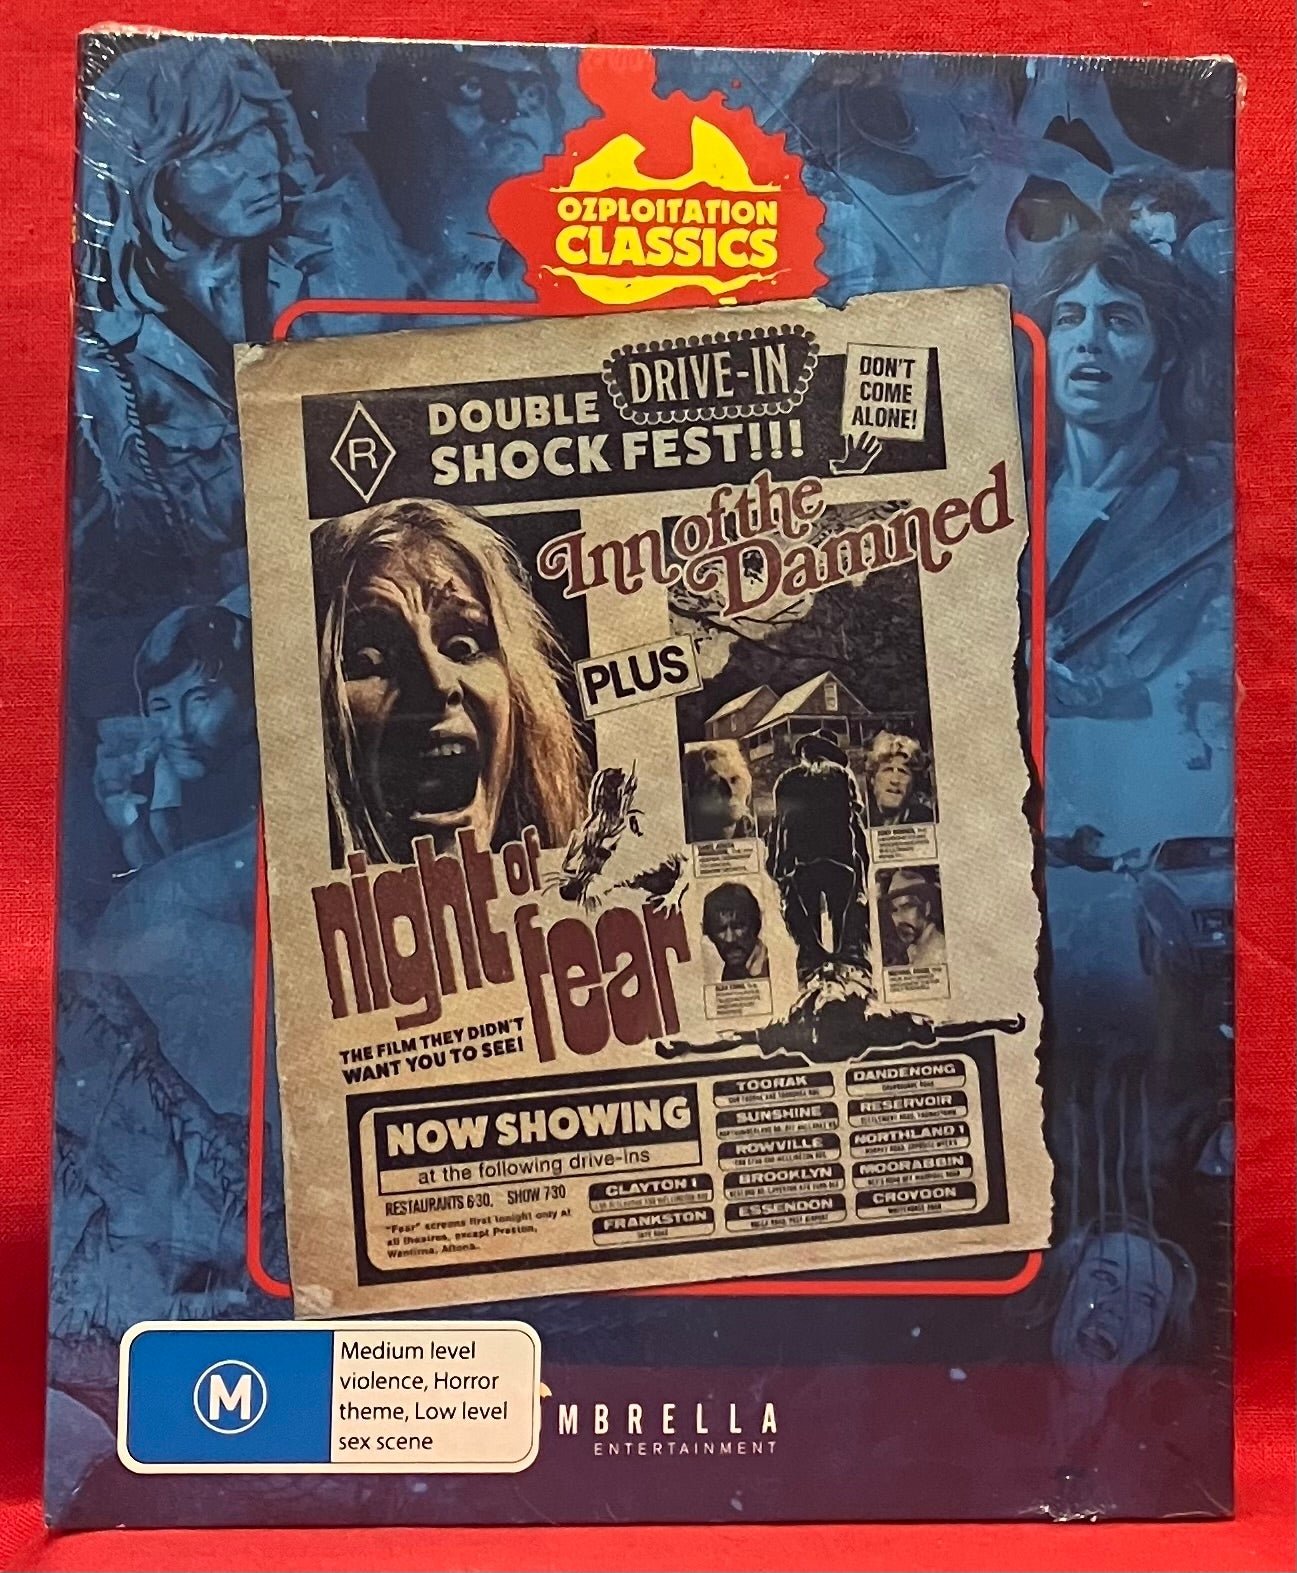 OZPLOITATION
CLASSICS
DRIVE-IN
DON'T
COME
ALONE!
R
DOUBLE
SHOCK FEST!!!
Inn of the
Damned
PLUS
night of
fear
THE FILM THEY DIDN'T
WANT YOU TO SEE!
NOW SHOWING
at the following drive-ins
RESTAURANTS 6·30. SHOW 7·30
"Fear" screens first tonight only at
all theatres, except Preston,
Wantirna, Altona.
CLAYTON 1
FRANKSTON
TOORAK
SUNSHINE
ROWVILLE
BROOKLYN
ESSENDON
DANDENONG
RESERVOIR
NORTHLAND 1
MOORABBIN
CROYDON
M
Medium level
violence, Horror
theme, Low level
sex scene
MBRELLA
ENTERTAINMENT